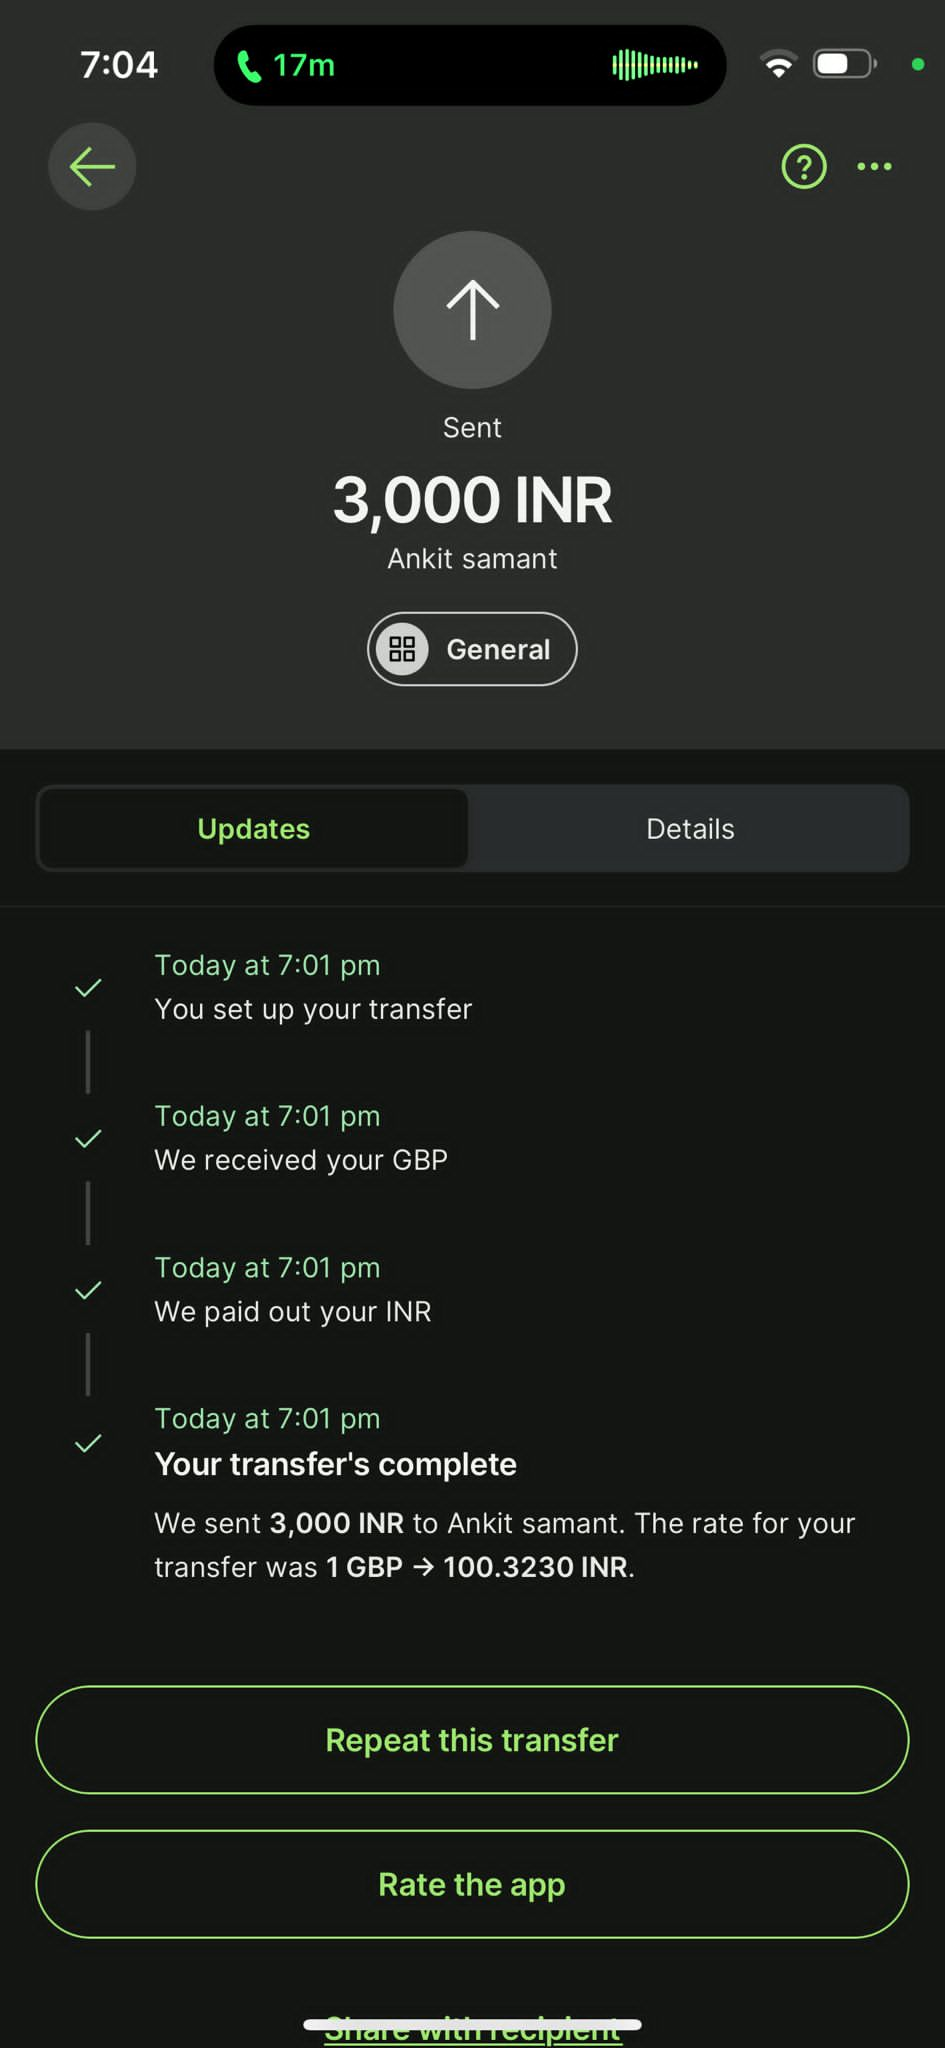 7:04
17m
Sent
3,000 INR
Ankit samant
General
Updates
Details
Today at 7:01 pm
You set up your transfer
Today at 7:01 pm
We received your GBP
Today at 7:01 pm
We paid out your INR
Today at 7:01 pm
Your transfer's complete
We sent 3,000 INR to Ankit samant. The rate for your
transfer was 1 GBP → 100.3230 INR.
Repeat this transfer
Rate the app
Share with recipient